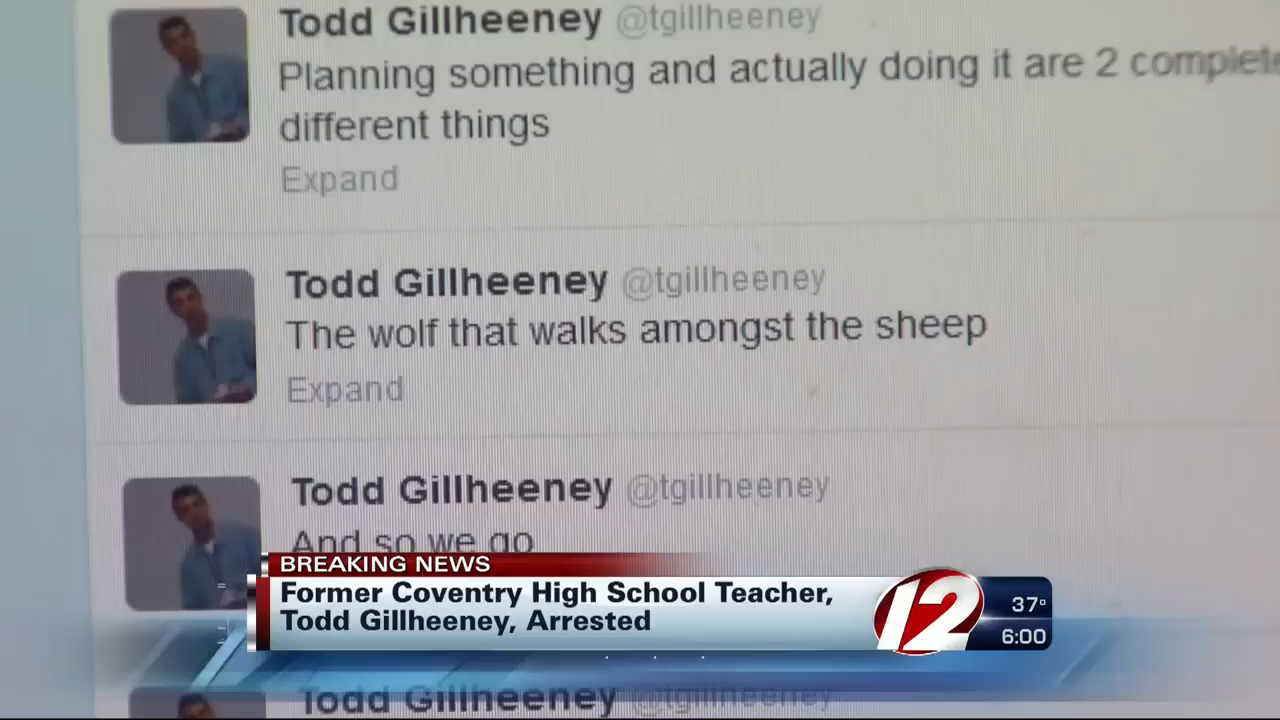 Todd Gillheeney @tgillheeney
Planning something and actually doing it are 2 complete
different things
Expand
Todd Gillheeney @tgillheeney
The wolf that walks amongst the sheep
Expand
Todd Gillheeney @tgillheeney
And so we go
BREAKING NEWS
Former Coventry High School Teacher,
Todd Gillheeney, Arrested
12
37°
6:00
Todd Gillheeney @tgillheeney